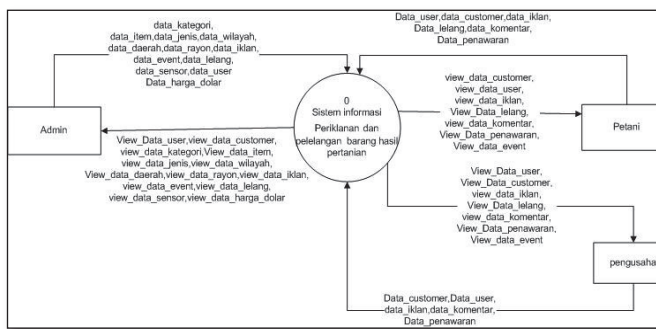 data_kategori,
data_item,data_jenis,data_wilayah,
data_daerah,data_rayon,data_iklan,
data_event,data_lelang,
data_sensor,data_user
Data_harga_dolar
Data_user,data_customer,data_iklan,
Data_lelang,data_komentar,
Data_penawaran
Admin
0
Sistem informasi
Periklanan dan
pelelangan barang hasil
pertanian
view_data_customer,
view_data_user,
view_data_iklan,
View_Data_lelang,
view_data_komentar,
View_Data_penawaran,
View_data_event
Petani
View_Data_user,view_data_customer,
view_data_kategori,View_data_item,
view_data_jenis,view_data_wilayah,
View_data_daerah,view_data_rayon,view_data_iklan,
view_data_event,view_data_lelang,
view_data_sensor,view_data_harga_dolar
View_Data_user,
View_Data_customer,
view_data_iklan,
View_Data_lelang,
view_data_komentar,
View_Data_penawaran,
View_data_event
pengusaha
Data_customer,Data_user,
data_iklan,data_komentar,
Data_penawaran